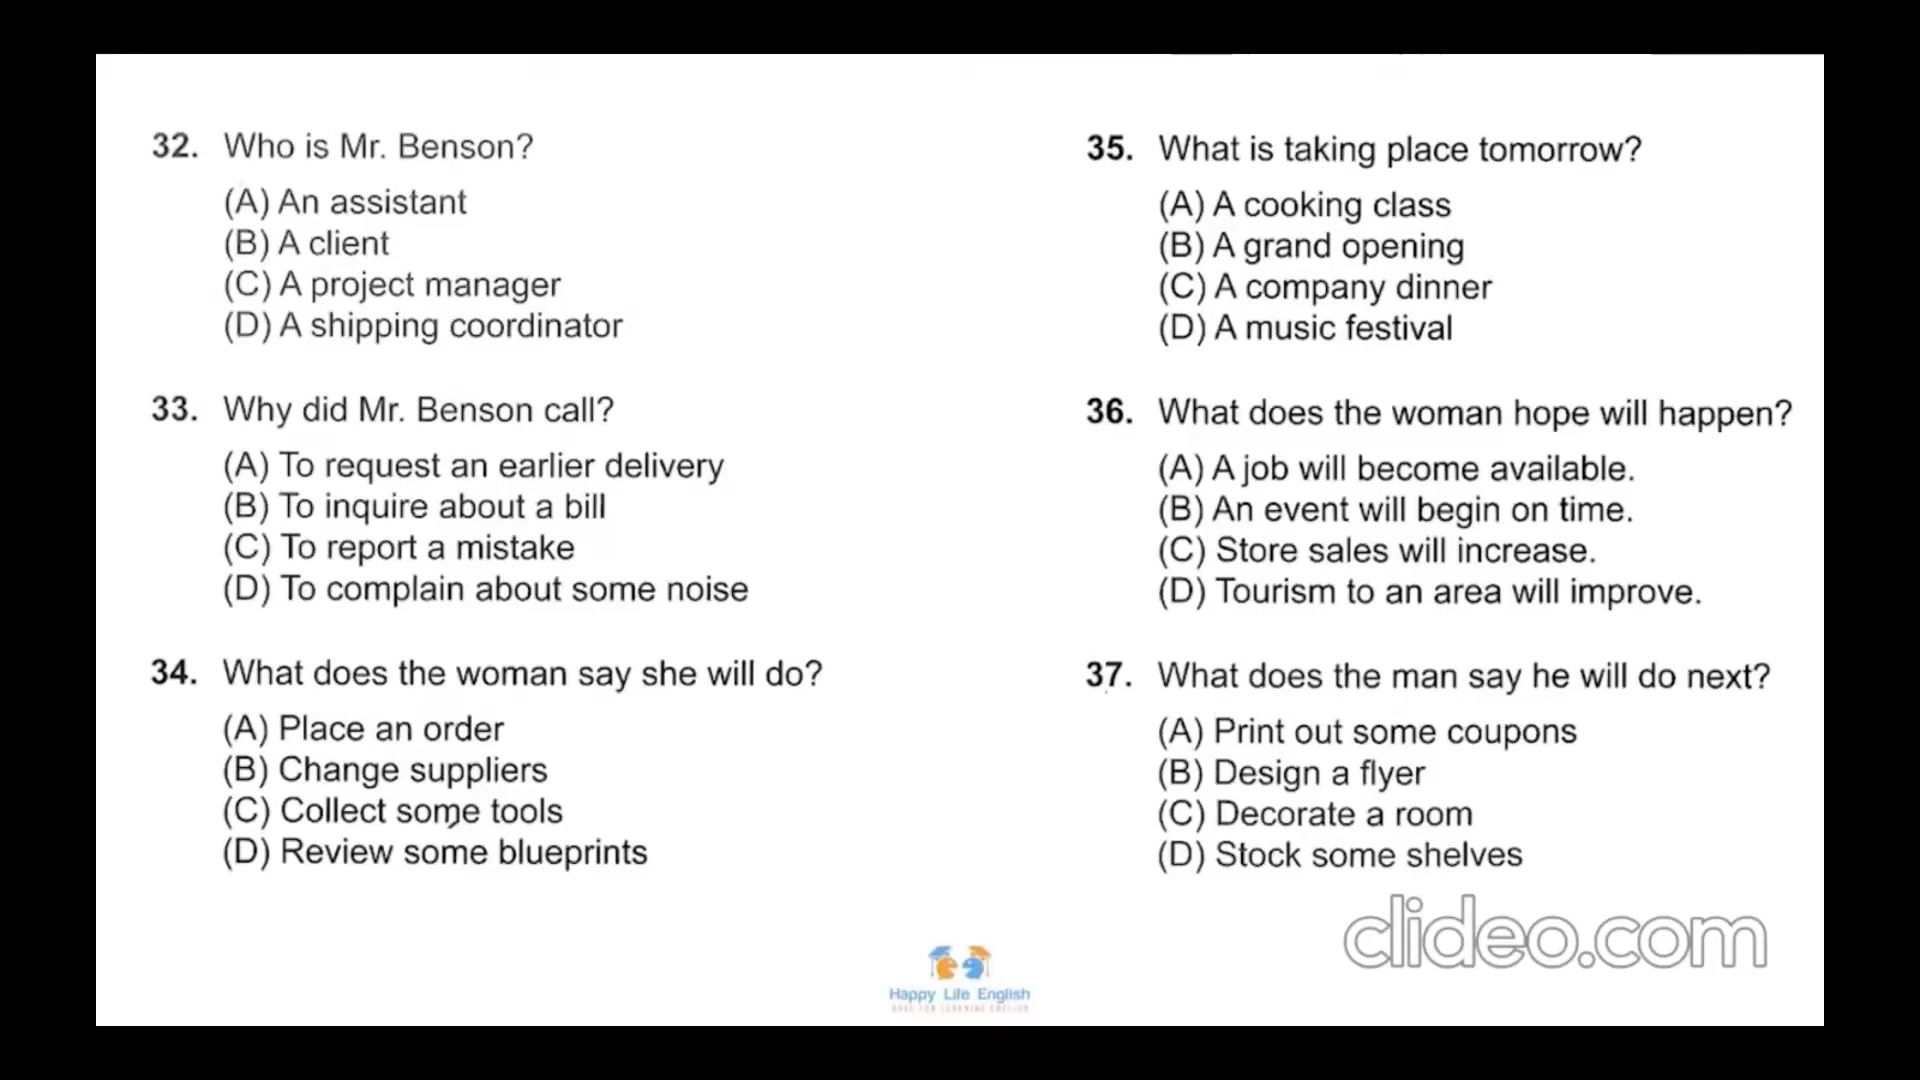 32. Who is Mr. Benson?
(A) An assistant
(B) A client
(C) A project manager
(D) A shipping coordinator
33. Why did Mr. Benson call?
(A) To request an earlier delivery
(B) To inquire about a bill
(C) To report a mistake
(D) To complain about some noise
34. What does the woman say she will do?
(A) Place an order
(B) Change suppliers
(C) Collect some tools
(D) Review some blueprints
35. What is taking place tomorrow?
(A) A cooking class
(B) A grand opening
(C) A company dinner
(D) A music festival
36. What does the woman hope will happen?
(A) A job will become available.
(B) An event will begin on time.
(C) Store sales will increase.
(D) Tourism to an area will improve.
37. What does the man say he will do next?
(A) Print out some coupons
(B) Design a flyer
(C) Decorate a room
(D) Stock some shelves
clideo.com
Happy Life English